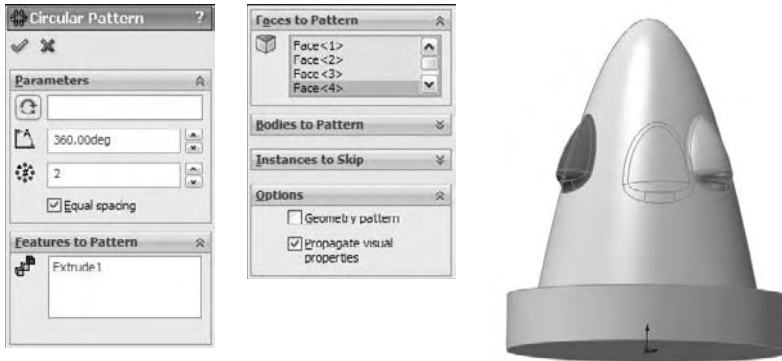 Circular Pattern ?
Parameters
360.00deg
2
Equal spacing
Features to Pattern
Extrude1
Faces to Pattern
Face<1>
Face<2>
Face<3>
Face<4>
Bodies to Pattern
Instances to Skip
Options
Geometry pattern
Propagate visual
properties